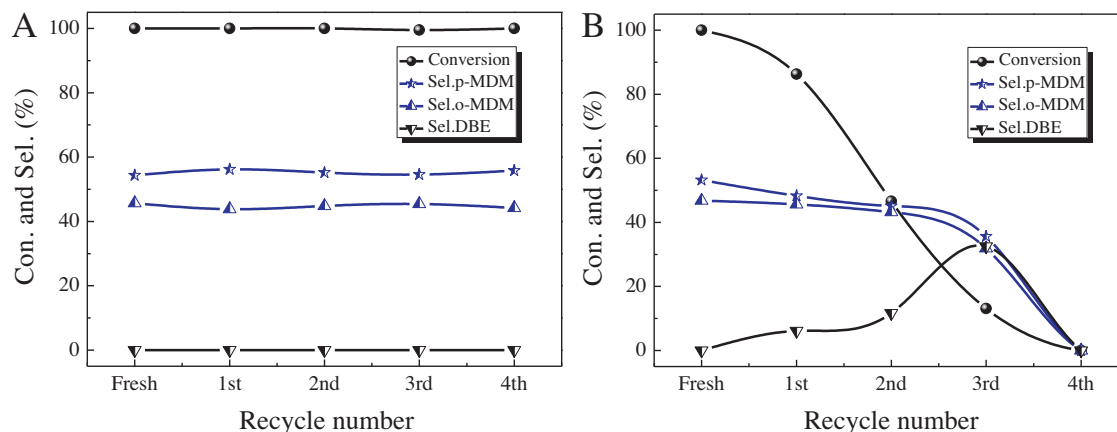 A
Con. and Sel. (%)
100
80
60
40
20
0
Conversion
Sel.p-MDM
Sel.o-MDM
Sel.DBE
Fresh 1st 2nd 3rd 4th
Recycle number
B
Con. and Sel. (%)
100
80
60
40
20
0
Conversion
Sel.p-MDM
Sel.o-MDM
Sel.DBE
Fresh 1st 2nd 3rd 4th
Recycle number